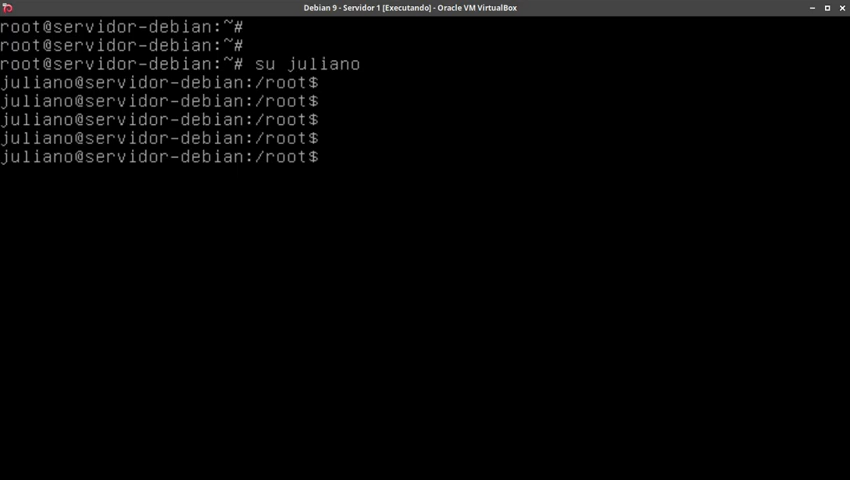 Debian 9 - Servidor 1 [Executando] - Oracle VM VirtualBox
root@servidor-debian:~#
root@servidor-debian:~#
root@servidor-debian:~# su juliano
juliano@servidor-debian:/root$
juliano@servidor-debian:/root$
juliano@servidor-debian:/root$
juliano@servidor-debian:/root$
juliano@servidor-debian:/root$